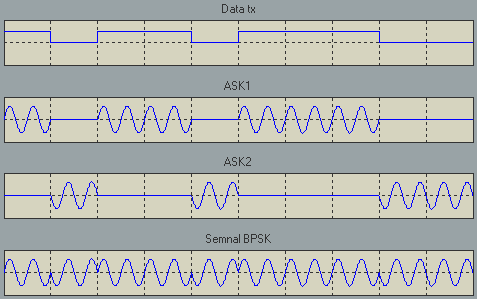 Data tx
ASK1
ASK2
Semnal BPSK